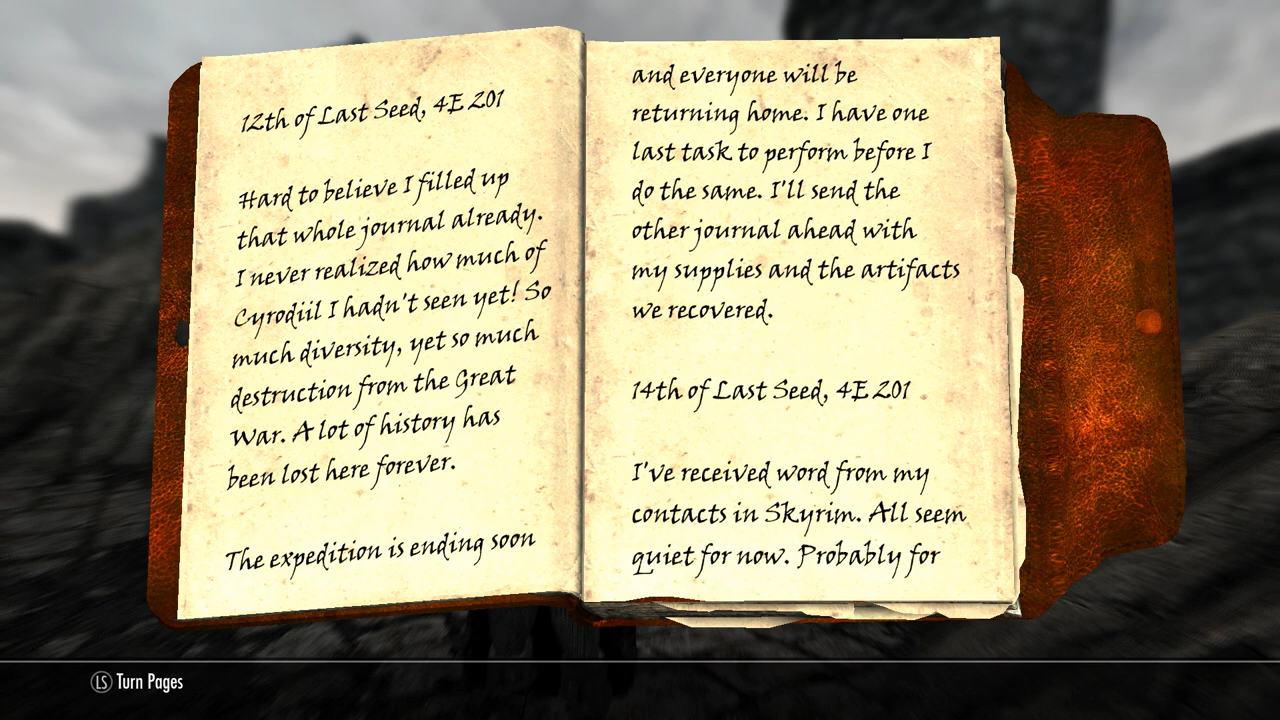 12th of Last Seed, 4E 201
Hard to believe I filled up
that whole journal already.
I never realized how much of
Cyrodiil I hadn't seen yet! So
much diversity, yet so much
destruction from the Great
War. A lot of history has
been lost here forever.
The expedition is ending soon
and everyone will be
returning home. I have one
last task to perform before I
do the same. I'll send the
other journal ahead with
my supplies and the artifacts
we recovered.
14th of Last Seed, 4E 201
I've received word from my
contacts in Skyrim. All seem
quiet for now. Probably for
LS Turn Pages